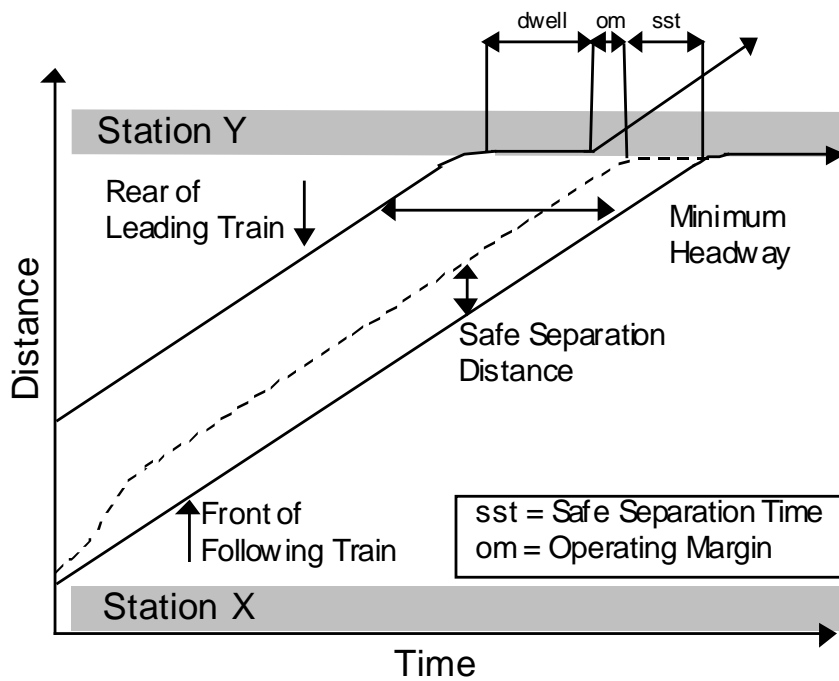 dwell om sst
Station Y
Rear of
Leading Train
Minimum
Headway
Safe Separation
Distance
Distance
Front of
Following Train
sst = Safe Separation Time
om = Operating Margin
Station X
Time